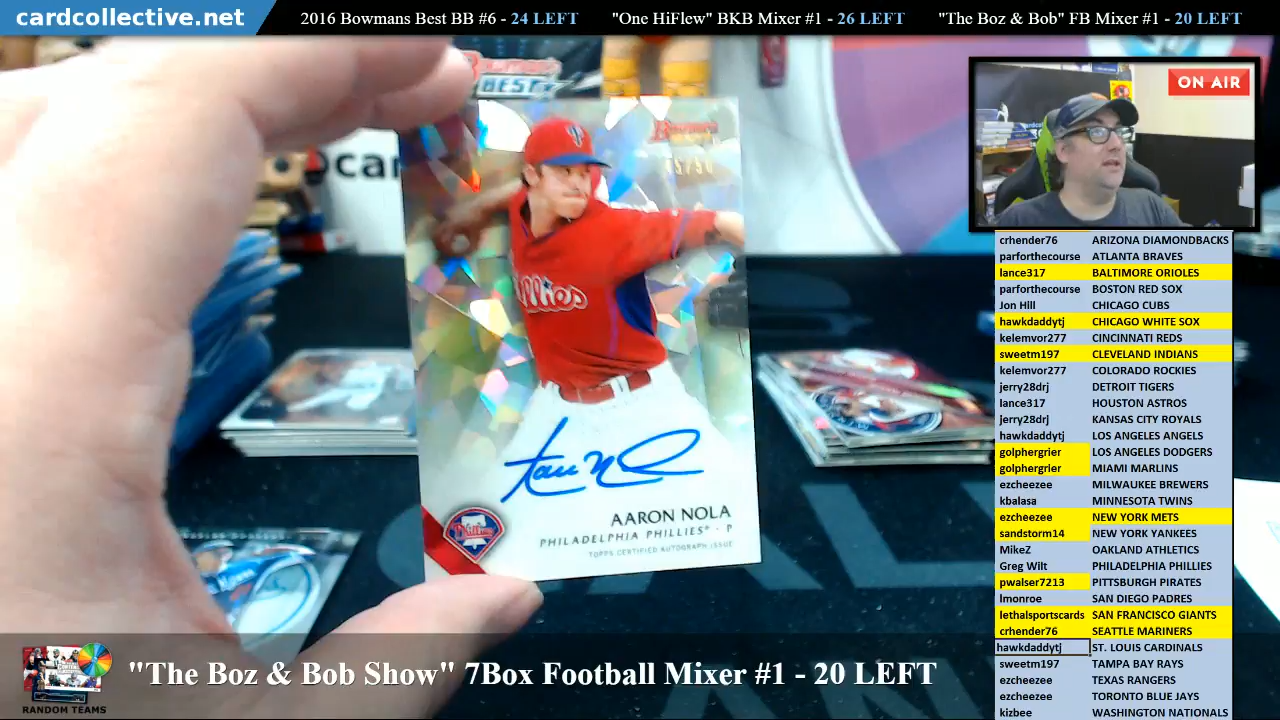 cardcollective.net
2016 Bowmans Best BB #6 - 24 LEFT
"One HiFlew" BKB Mixer #1 - 26 LEFT
"The Boz & Bob" FB Mixer #1 - 20 LEFT
ON AIR
BEST
Bowman
car
Phillies
AARON NOLA
PHILADELPHIA PHILLIES® - P
TOPPS CERTIFIED AUTOGRAPH ISSUE
Phillies
crhender76 ARIZONA DIAMONDBACKS
parforthecourse ATLANTA BRAVES
lance317 BALTIMORE ORIOLES
parforthecourse BOSTON RED SOX
Jon Hill CHICAGO CUBS
hawkdaddytj CHICAGO WHITE SOX
kelemvor277 CINCINNATI REDS
sweetm197 CLEVELAND INDIANS
kelemvor277 COLORADO ROCKIES
jerry28drj DETROIT TIGERS
lance317 HOUSTON ASTROS
jerry28drj KANSAS CITY ROYALS
hawkdaddytj LOS ANGELES ANGELS
golphergrier LOS ANGELES DODGERS
golphergrier MIAMI MARLINS
ezcheezee MILWAUKEE BREWERS
kbalasa MINNESOTA TWINS
ezcheezee NEW YORK METS
sandstorm14 NEW YORK YANKEES
MikeZ OAKLAND ATHLETICS
Greg Wilt PHILADELPHIA PHILLIES
pwalser7213 PITTSBURGH PIRATES
lmonroe SAN DIEGO PADRES
lethalsportscards SAN FRANCISCO GIANTS
crhender76 SEATTLE MARINERS
hawkdaddytj ST. LOUIS CARDINALS
sweetm197 TAMPA BAY RAYS
ezcheezee TEXAS RANGERS
ezcheezee TORONTO BLUE JAYS
kizbee WASHINGTON NATIONALS
RANDOM TEAMS
"The Boz & Bob Show" 7Box Football Mixer #1 - 20 LEFT